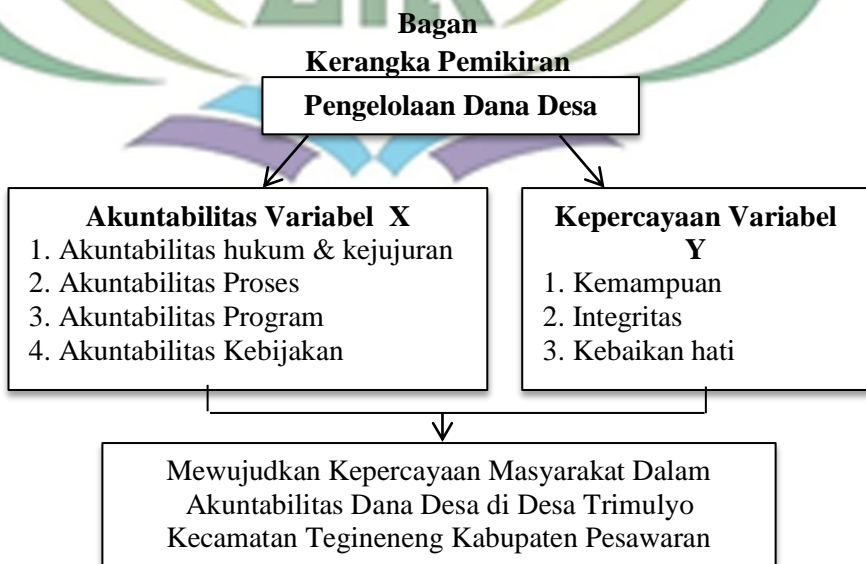 Bagan
Kerangka Pemikiran
Pengelolaan Dana Desa
Akuntabilitas Variabel X
1. Akuntabilitas hukum & kejujuran
2. Akuntabilitas Proses
3. Akuntabilitas Program
4. Akuntabilitas Kebijakan
Kepercayaan Variabel
Y
1. Kemampuan
2. Integritas
3. Kebaikan hati
Mewujudkan Kepercayaan Masyarakat Dalam
Akuntabilitas Dana Desa di Desa Trimulyo
Kecamatan Tegineneng Kabupaten Pesawaran